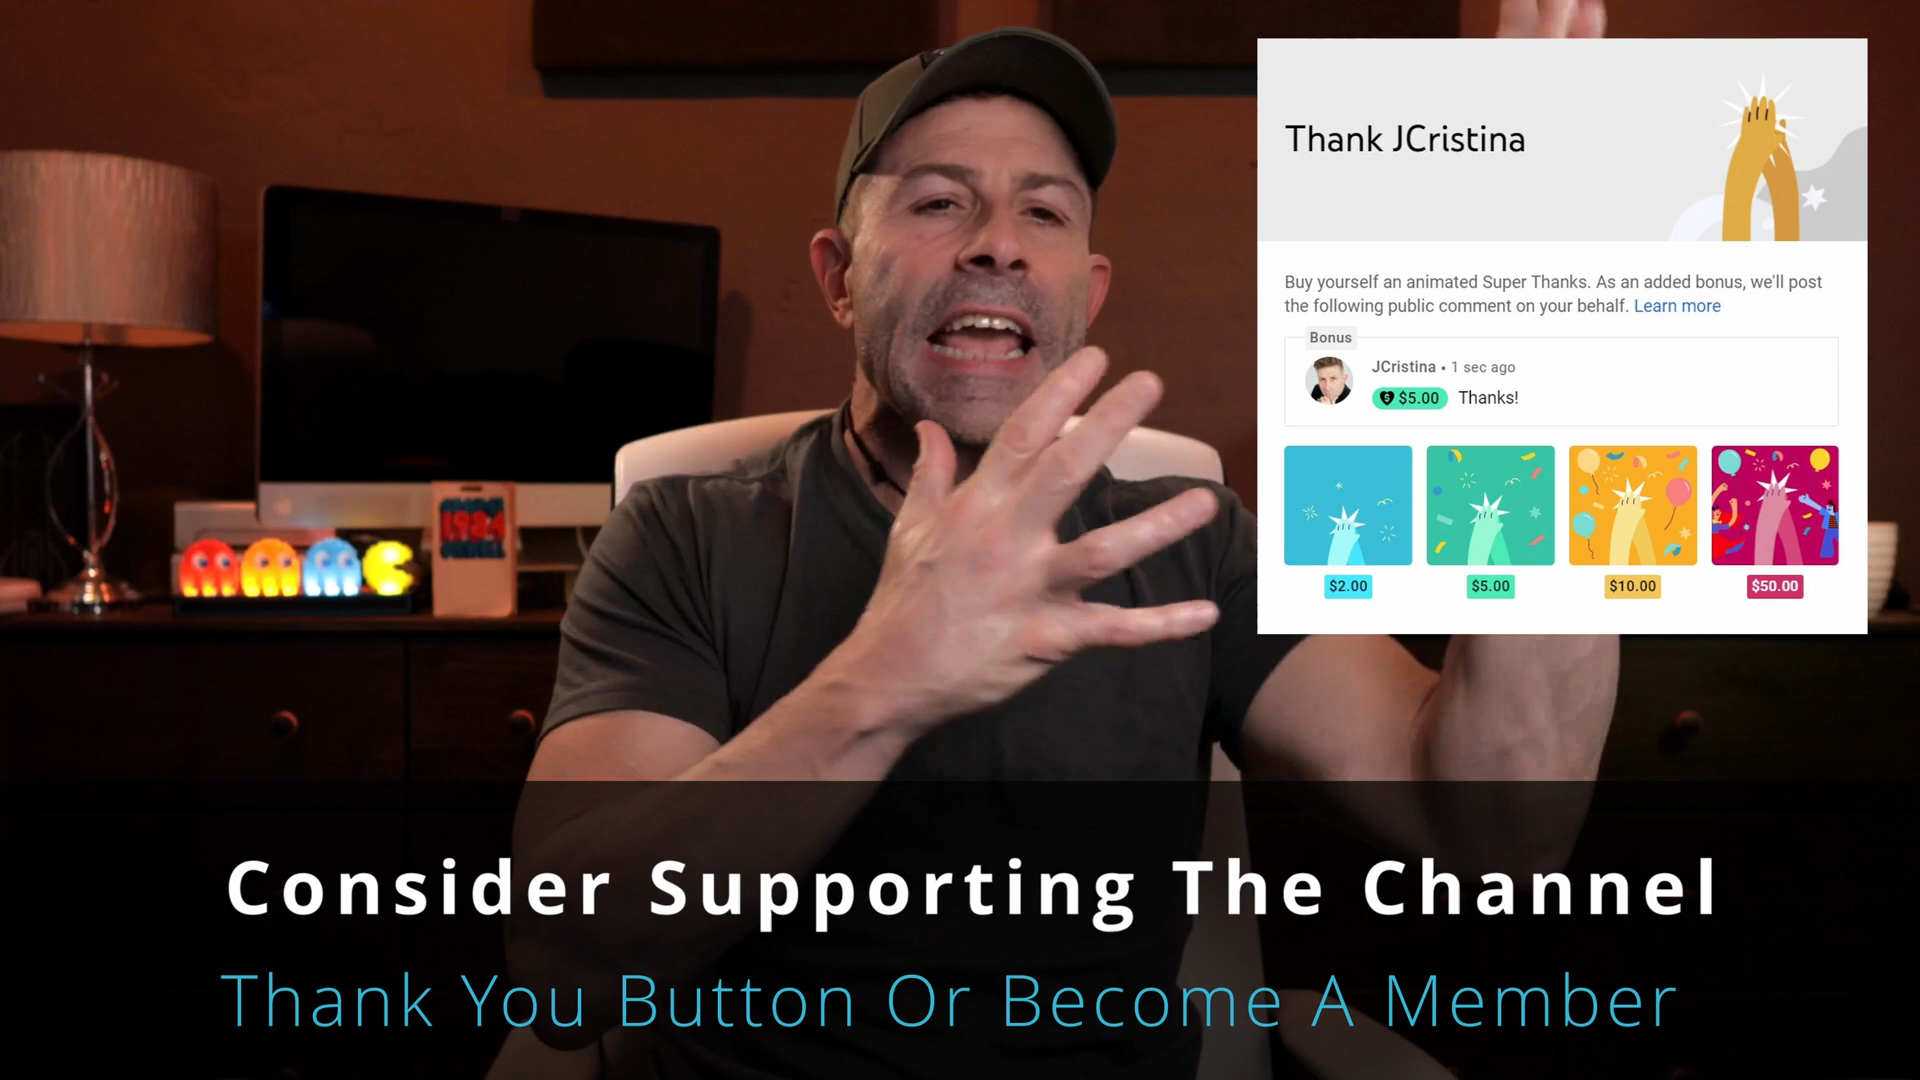 Thank JCristina
Buy yourself an animated Super Thanks. As an added bonus, we'll post
the following public comment on your behalf. Learn more
Bonus
JCristina • 1 sec ago
$5.00 Thanks!
$2.00 $5.00 $10.00 $50.00
1984
Consider Supporting The Channel
Thank You Button Or Become A Member